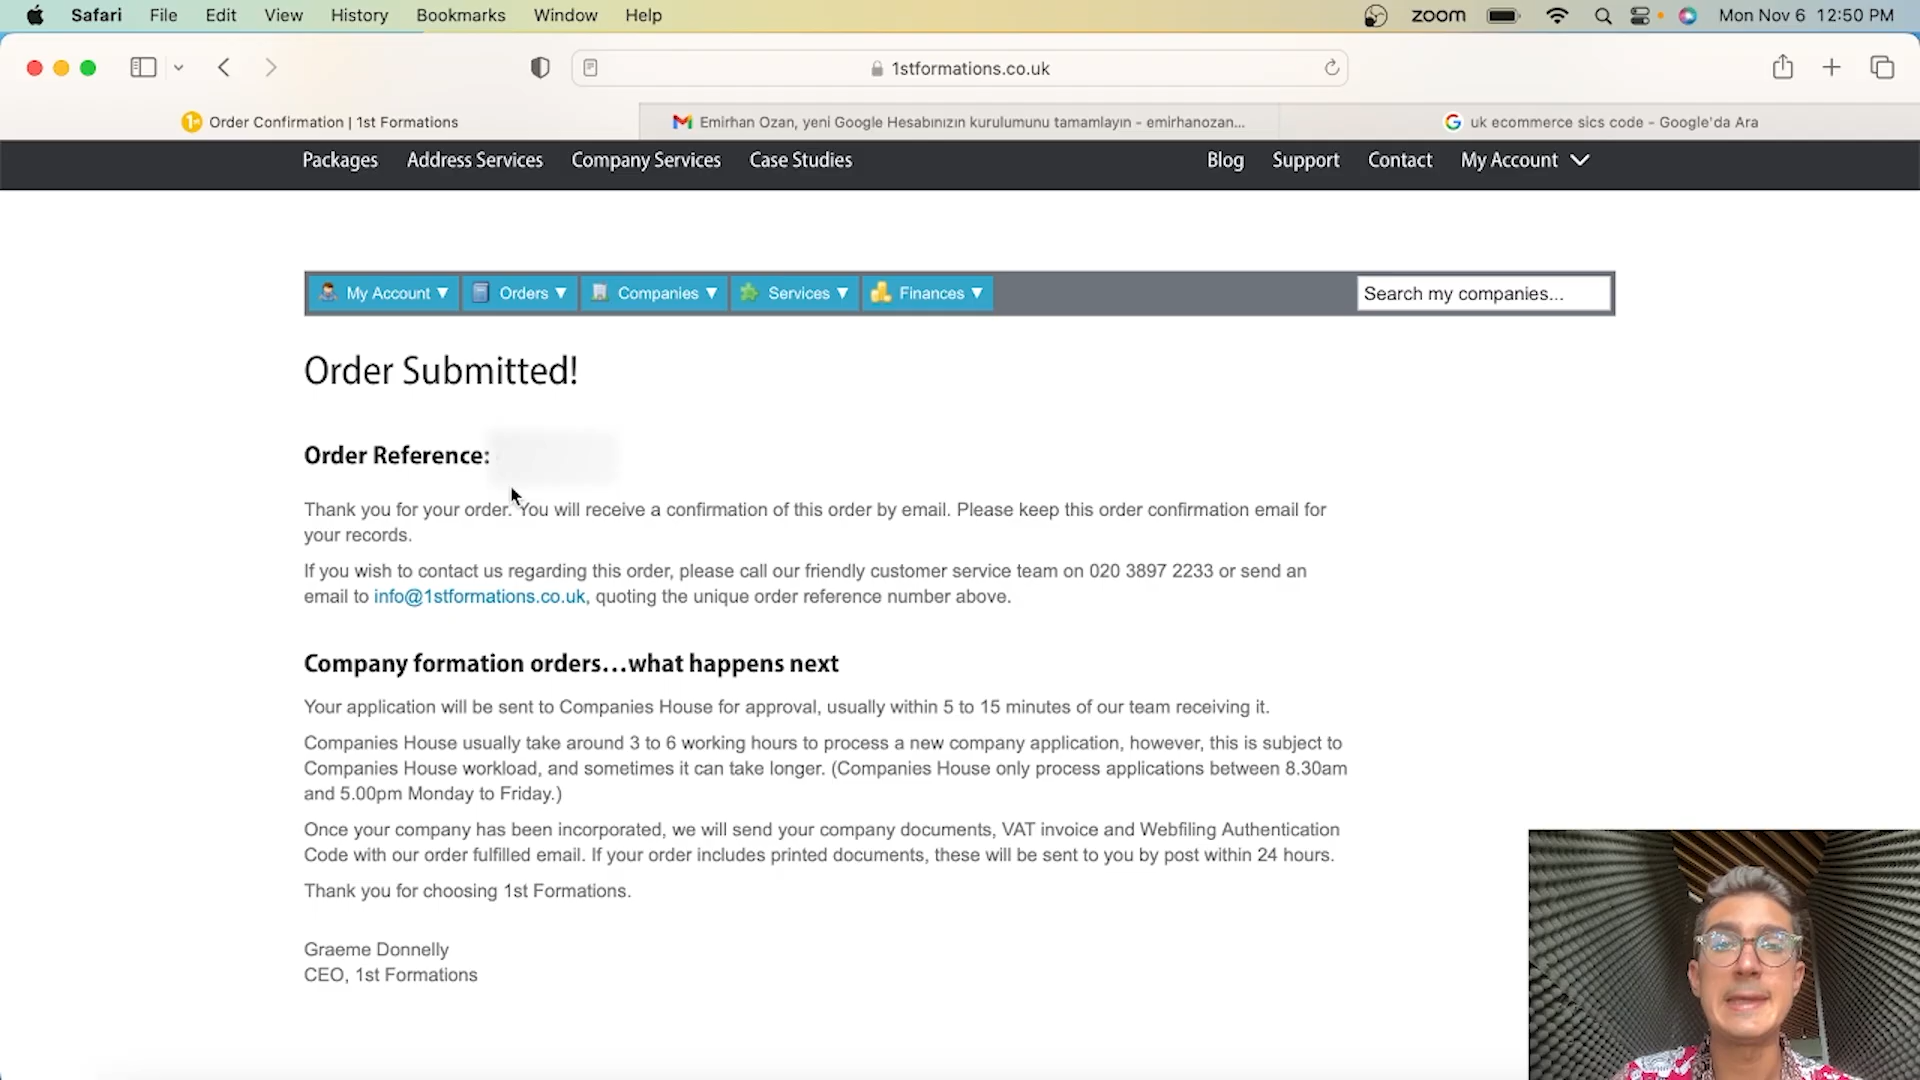 Safari File Edit View History Bookmarks Window Help zoom Mon Nov 6 12:50 PM
1stformations.co.uk
Order Confirmation | 1st Formations
Emirhan Ozan, yeni Google Hesabınızın kurulumunu tamamlayın - emirhanozan...
uk ecommerce sics code - Google'da Ara
Packages Address Services Company Services Case Studies Blog Support Contact My Account
My Account ▼ Orders ▼ Companies ▼ Services ▼ Finances ▼ Search my companies...
Order Submitted!
Order Reference:
Thank you for your order. You will receive a confirmation of this order by email. Please keep this order confirmation email for
your records.
If you wish to contact us regarding this order, please call our friendly customer service team on 020 3897 2233 or send an
email to info@1stformations.co.uk, quoting the unique order reference number above.
Company formation orders...what happens next
Your application will be sent to Companies House for approval, usually within 5 to 15 minutes of our team receiving it.
Companies House usually take around 3 to 6 working hours to process a new company application, however, this is subject to
Companies House workload, and sometimes it can take longer. (Companies House only process applications between 8.30am
and 5.00pm Monday to Friday.)
Once your company has been incorporated, we will send your company documents, VAT invoice and Webfiling Authentication
Code with our order fulfilled email. If your order includes printed documents, these will be sent to you by post within 24 hours.
Thank you for choosing 1st Formations.
Graeme Donnelly
CEO, 1st Formations